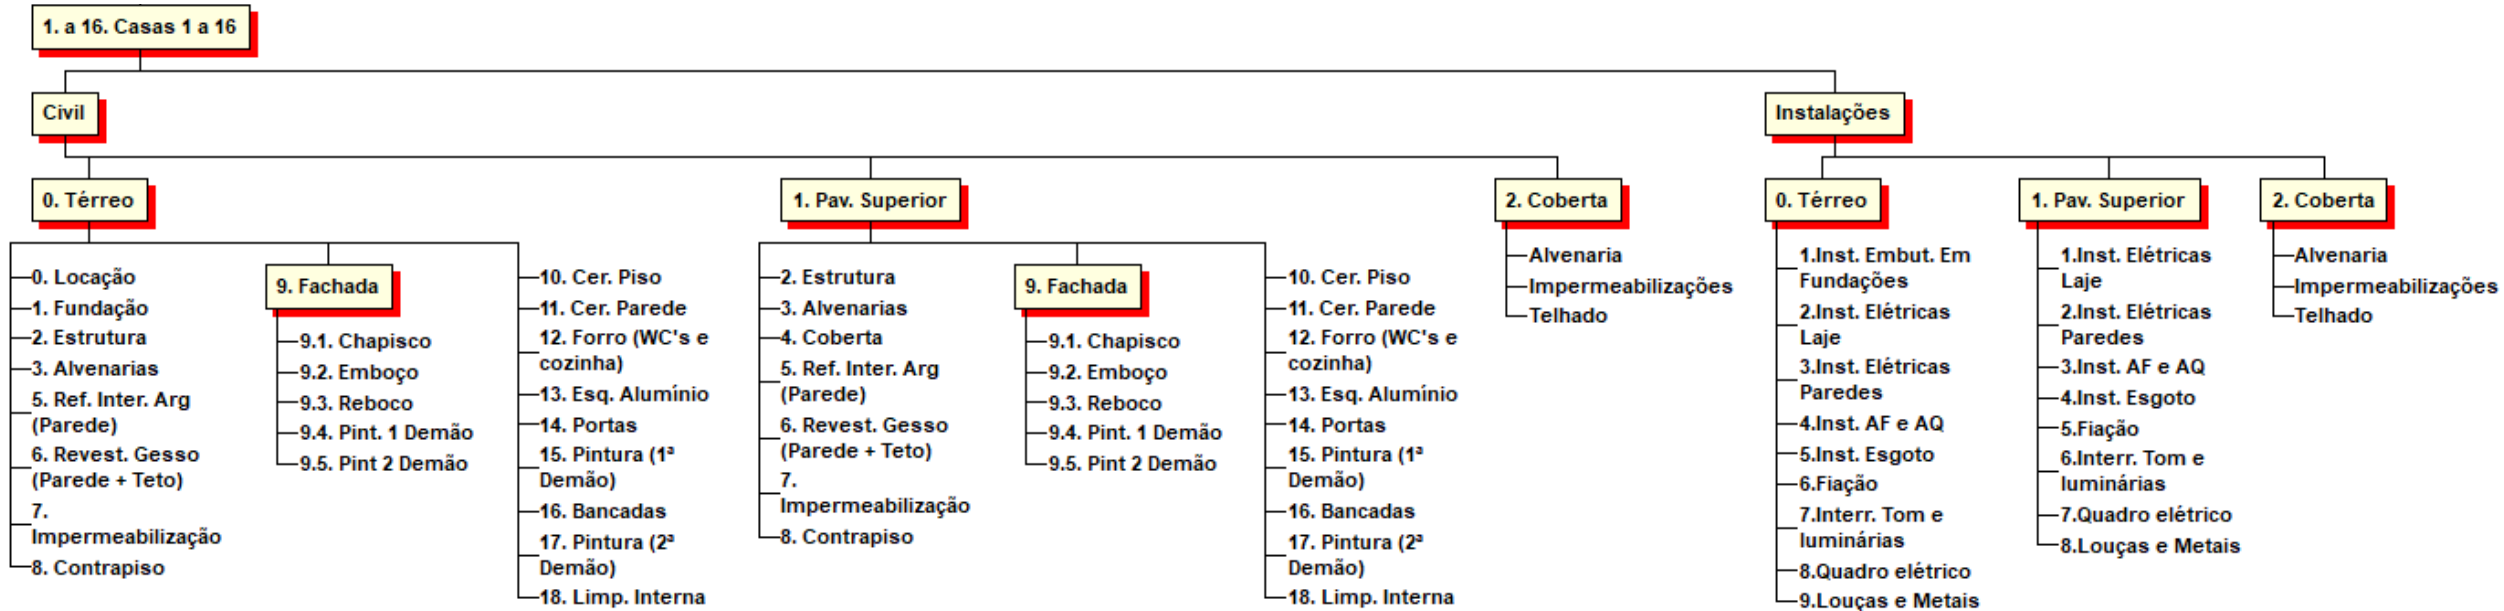 1. a 16. Casas 1 a 16
Civil
Instalações
0. Térreo
1. Pav. Superior
2. Coberta
0. Térreo
1. Pav. Superior
2. Coberta
0. Locação
1. Fundação
2. Estrutura
3. Alvenarias
5. Ref. Inter. Arg
(Parede)
6. Revest. Gesso
(Parede + Teto)
7.
Impermeabilização
8. Contrapiso
9. Fachada
9.1. Chapisco
9.2. Emboço
9.3. Reboco
9.4. Pint. 1 Demão
9.5. Pint 2 Demão
10. Cer. Piso
11. Cer. Parede
12. Forro (WC's e
cozinha)
13. Esq. Alumínio
14. Portas
15. Pintura (1ª
Demão)
16. Bancadas
17. Pintura (2ª
Demão)
18. Limp. Interna
2. Estrutura
3. Alvenarias
4. Coberta
5. Ref. Inter. Arg
(Parede)
6. Revest. Gesso
(Parede + Teto)
7.
Impermeabilização
8. Contrapiso
9. Fachada
9.1. Chapisco
9.2. Emboço
9.3. Reboco
9.4. Pint. 1 Demão
9.5. Pint 2 Demão
10. Cer. Piso
11. Cer. Parede
12. Forro (WC's e
cozinha)
13. Esq. Alumínio
14. Portas
15. Pintura (1ª
Demão)
16. Bancadas
17. Pintura (2ª
Demão)
18. Limp. Interna
Alvenaria
Impermeabilizações
Telhado
1.Inst. Embut. Em
Fundações
2.Inst. Elétricas
Laje
3.Inst. Elétricas
Paredes
4.Inst. AF e AQ
5.Inst. Esgoto
6.Fiação
7.Interr. Tom e
luminárias
8.Quadro elétrico
9.Louças e Metais
1.Inst. Elétricas
Laje
2.Inst. Elétricas
Paredes
3.Inst. AF e AQ
4.Inst. Esgoto
5.Fiação
6.Interr. Tom e
luminárias
7.Quadro elétrico
8.Louças e Metais
Alvenaria
Impermeabilizações
Telhado